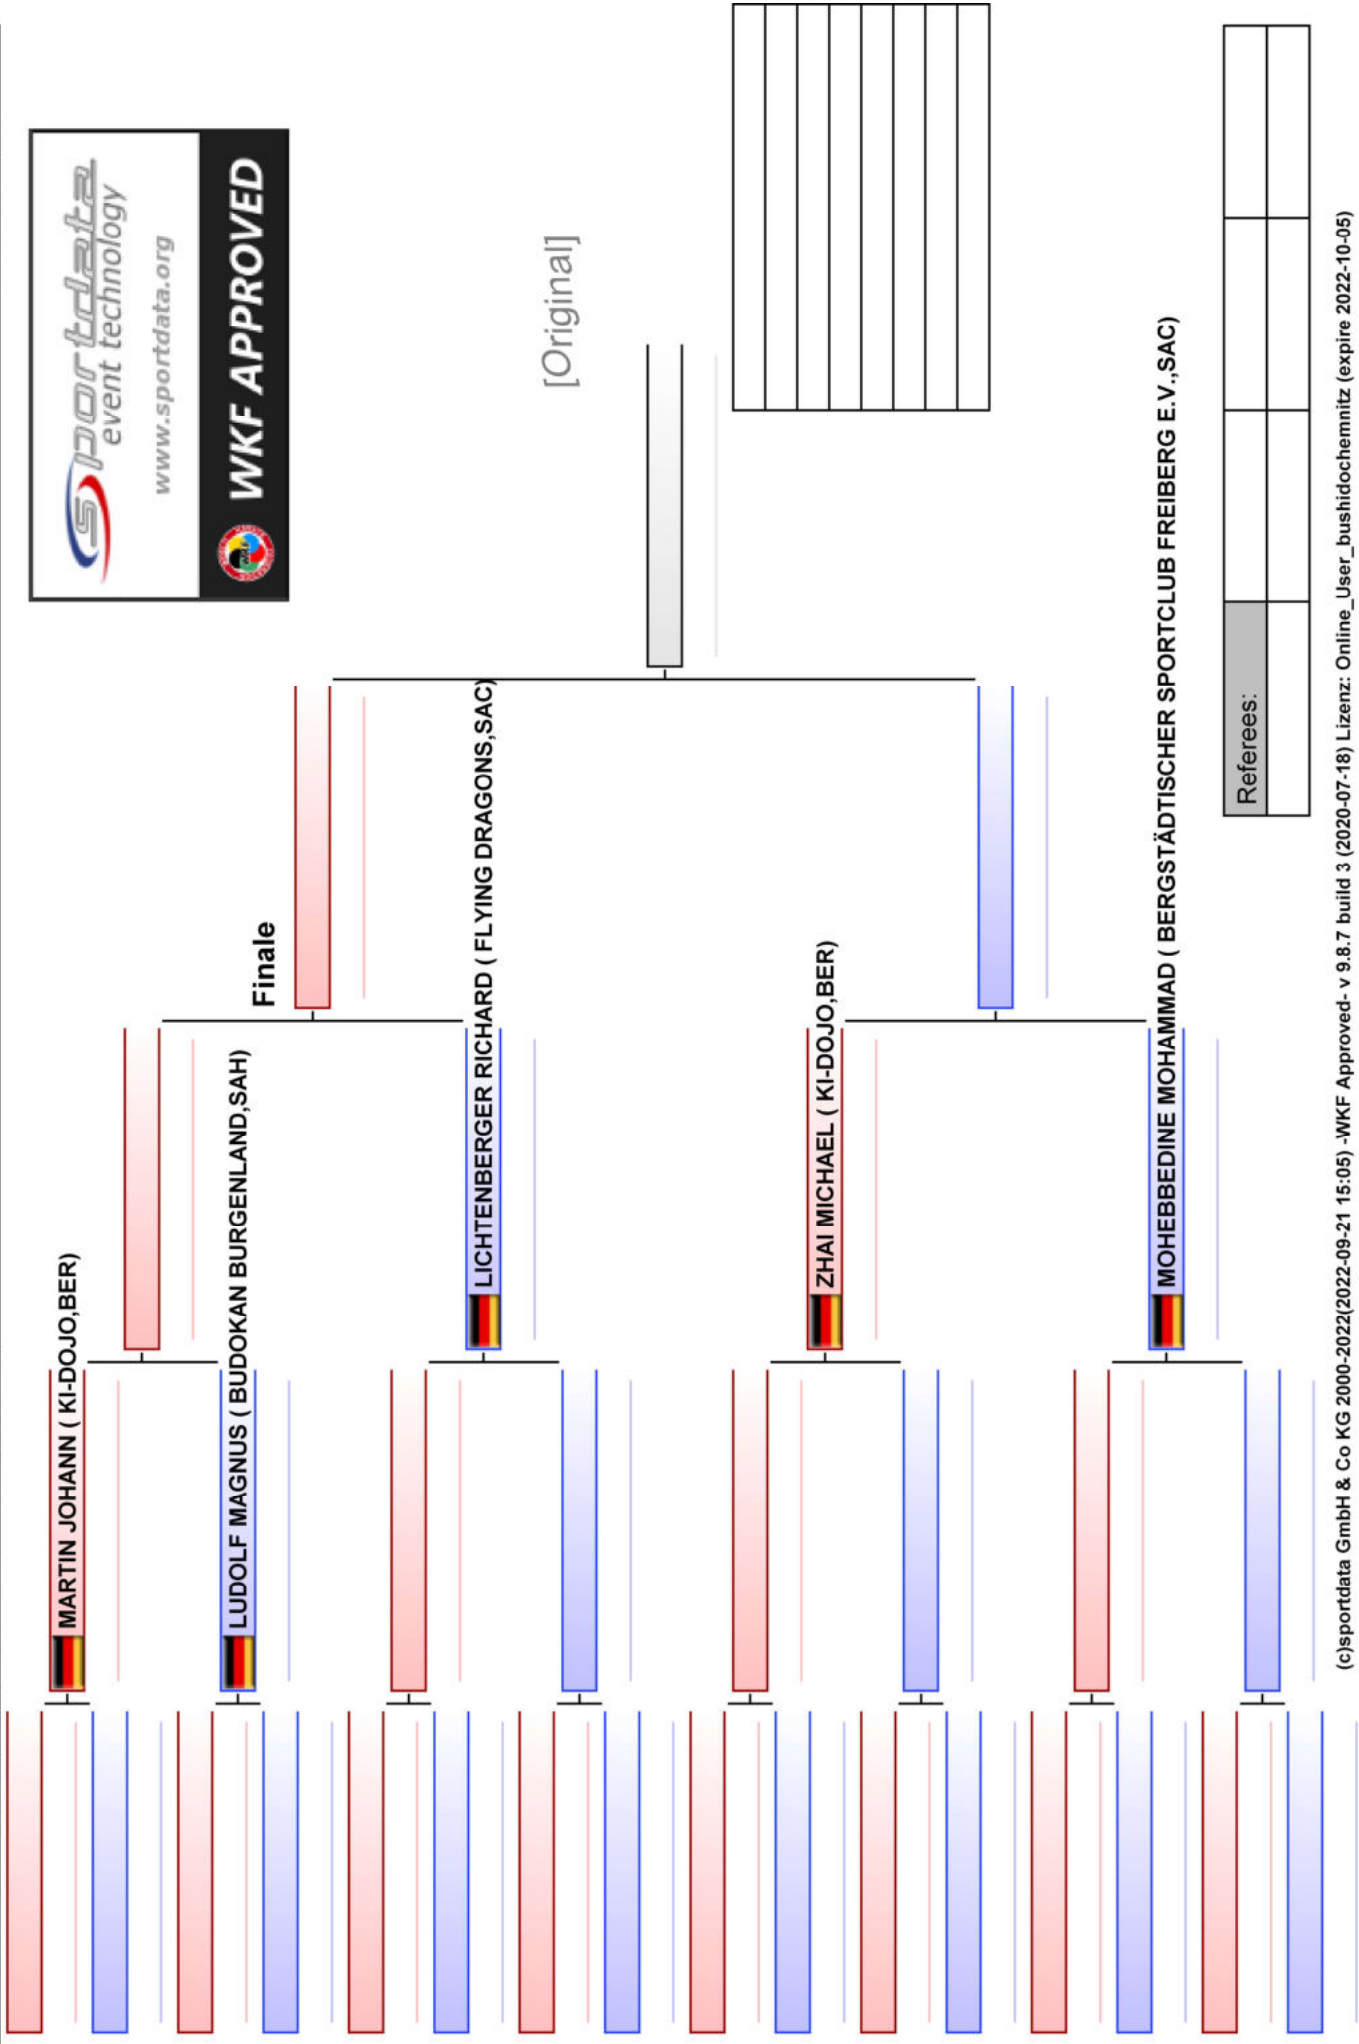 sportdata
event technology
www.sportdata.org
WKF APPROVED
[Original]
Finale
MARTIN JOHANN ( KI-DOJO,BER)
LUDOLF MAGNUS ( BUDOKAN BURGENLAND,SAH)
LICHTENBERGER RICHARD ( FLYING DRAGONS,SAC)
ZHAI MICHAEL ( KI-DOJO,BER)
MOHEBBEDINE MOHAMMAD ( BERGSTÄDTISCHER SPORTCLUB FREIBERG E.V.,SAC)
Referees:
(c)sportdata GmbH & Co KG 2000-2022(2022-09-21 15:05) -WKF Approved- v 9.8.7 build 3 (2020-07-18) Lizenz: Online_User_bushidochemnitz (expire 2022-10-05)